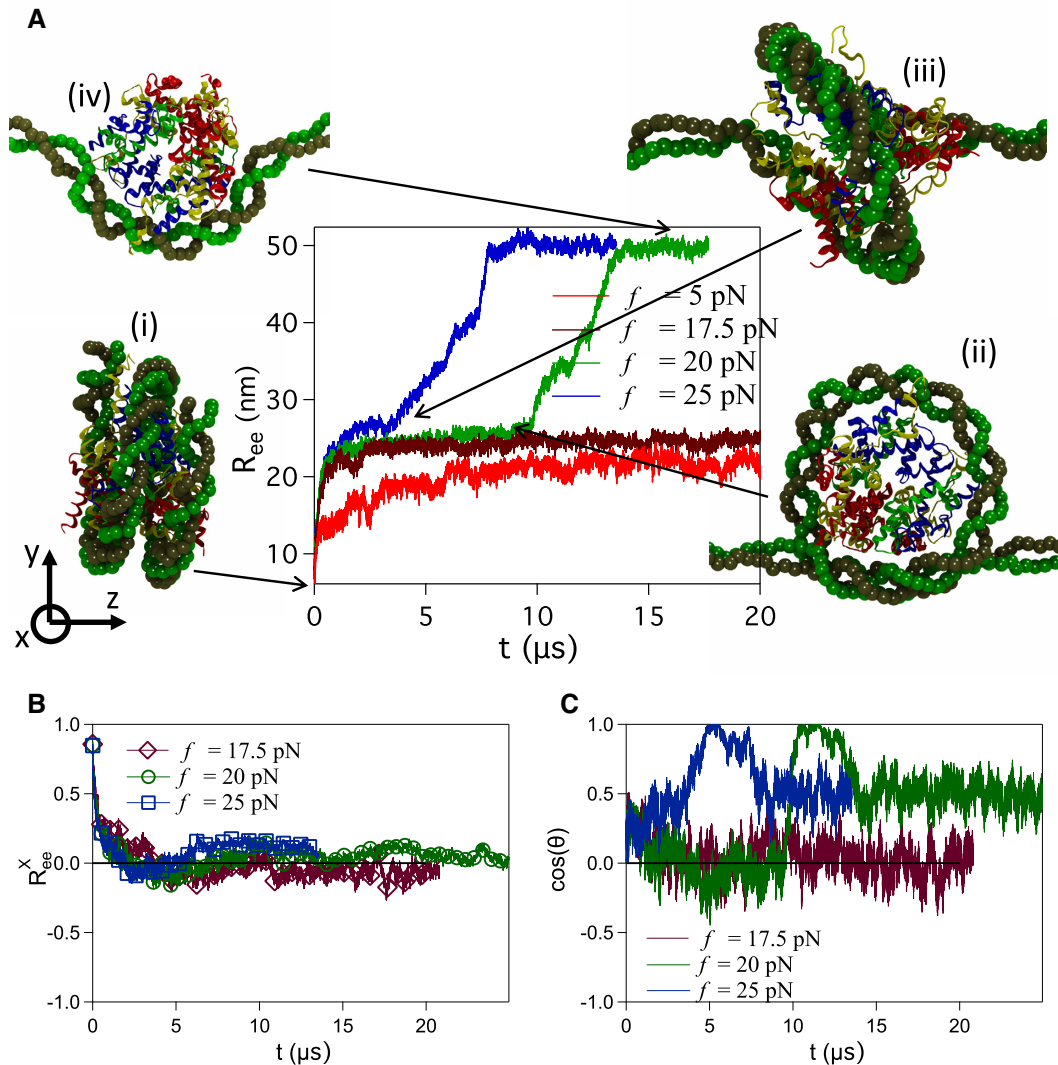 A
(iv)
(iii)
(i)
(ii)
y
z
x
R_ee (nm)
50
40
30
20
10
f = 5 pN
f = 17.5 pN
f = 20 pN
f = 25 pN
0 5 10 15 20
t (μs)
B
R^x_ee
1.0
0.5
0.0
-0.5
-1.0
f = 17.5 pN
f = 20 pN
f = 25 pN
0 5 10 15 20
t (μs)
C
cos(θ)
1.0
0.5
0.0
-0.5
-1.0
f = 17.5 pN
f = 20 pN
f = 25 pN
0 5 10 15 20
t (μs)